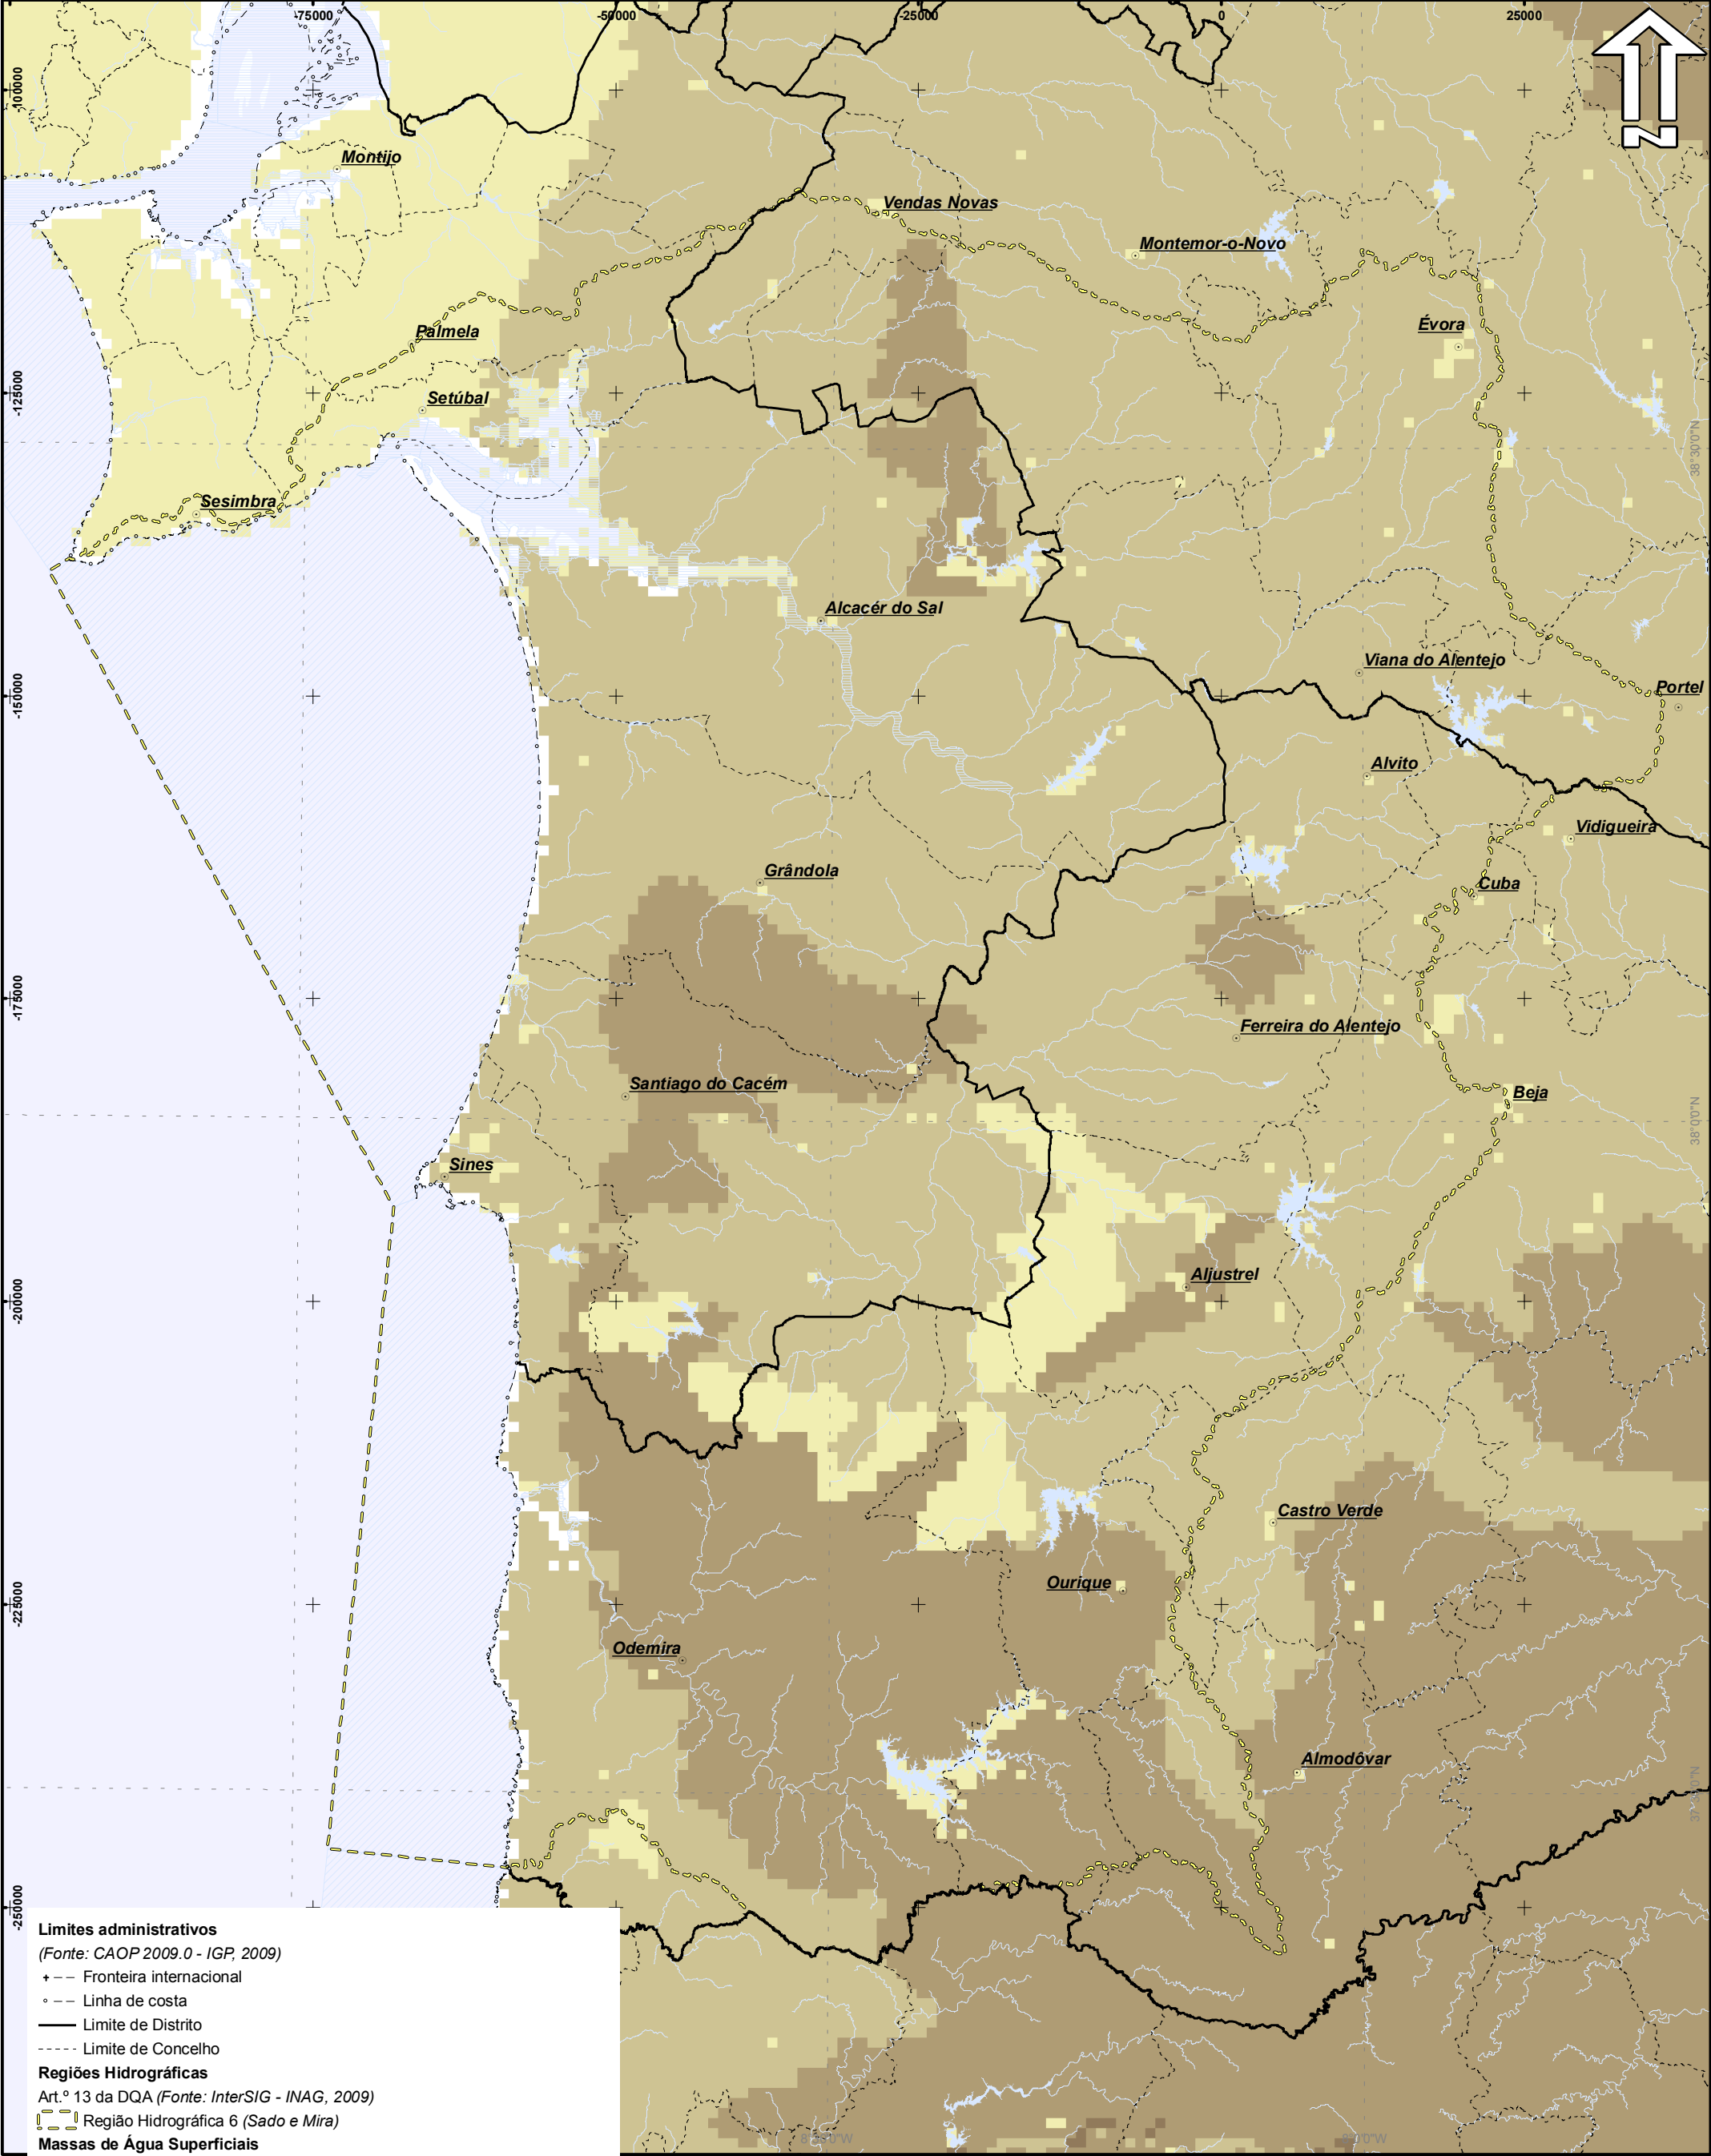 -75000
-50000
-25000
0
25000
N
-100000
Montijo
Vendas Novas
Montemor-o-Novo
Évora
Palmela
-125000
Setúbal
38°30'0"N
Sesimbra
Alcacér do Sal
Viana do Alentejo
-150000
Portel
Alvito
Vidigueira
Grândola
Cuba
-175000
Ferreira do Alentejo
Santiago do Cacém
Beja
38°0'0"N
Sines
Aljustrel
-200000
Castro Verde
Ourique
-225000
Odemira
Almodôvar
-250000
Limites administrativos
(Fonte: CAOP 2009.0 - IGP, 2009)
Fronteira internacional
Linha de costa
Limite de Distrito
Limite de Concelho
Regiões Hidrográficas
Art.º 13 da DQA (Fonte: InterSIG - INAG, 2009)
Região Hidrográfica 6 (Sado e Mira)
Massas de Água Superficiais
8°0'0"W